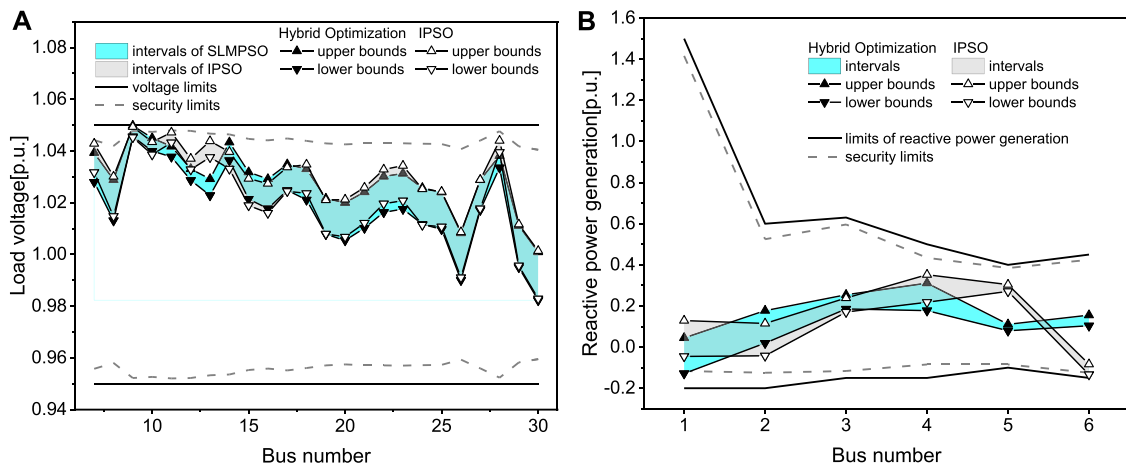 A
Load voltage[p.u.]
1.08
1.06
1.04
1.02
1.00
0.98
0.96
0.94
Hybrid Optimization IPSO
intervals of SLMPSO upper bounds upper bounds
intervals of IPSO lower bounds lower bounds
voltage limits
security limits
10 15 20 25 30
Bus number
B
Reactive power generation[p.u.]
1.6
1.4
1.2
1.0
0.8
0.6
0.4
0.2
0.0
-0.2
Hybrid Optimization IPSO
intervals intervals
upper bounds upper bounds
lower bounds lower bounds
limits of reactive power generation
security limits
1 2 3 4 5 6
Bus number